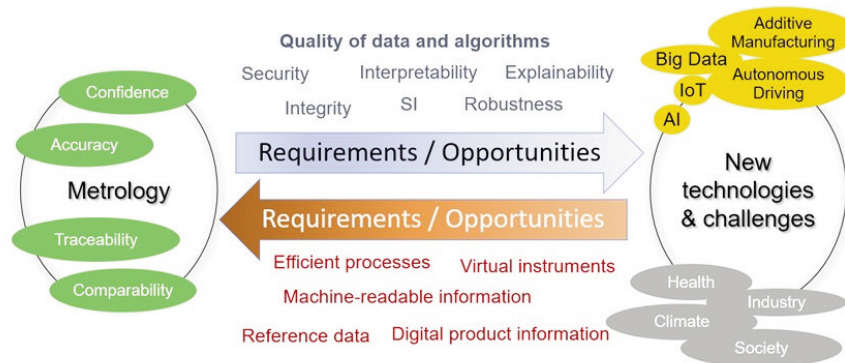 Confidence
Accuracy
Metrology
Traceability
Comparability
Quality of data and algorithms
Security Interpretability Explainability
Integrity SI Robustness
Requirements / Opportunities
Requirements / Opportunities
Efficient processes Virtual instruments
Machine-readable information
Reference data Digital product information
Additive
Manufacturing
Big Data
Autonomous
Driving
IoT
AI
New
technologies
& challenges
Health
Industry
Climate
Society